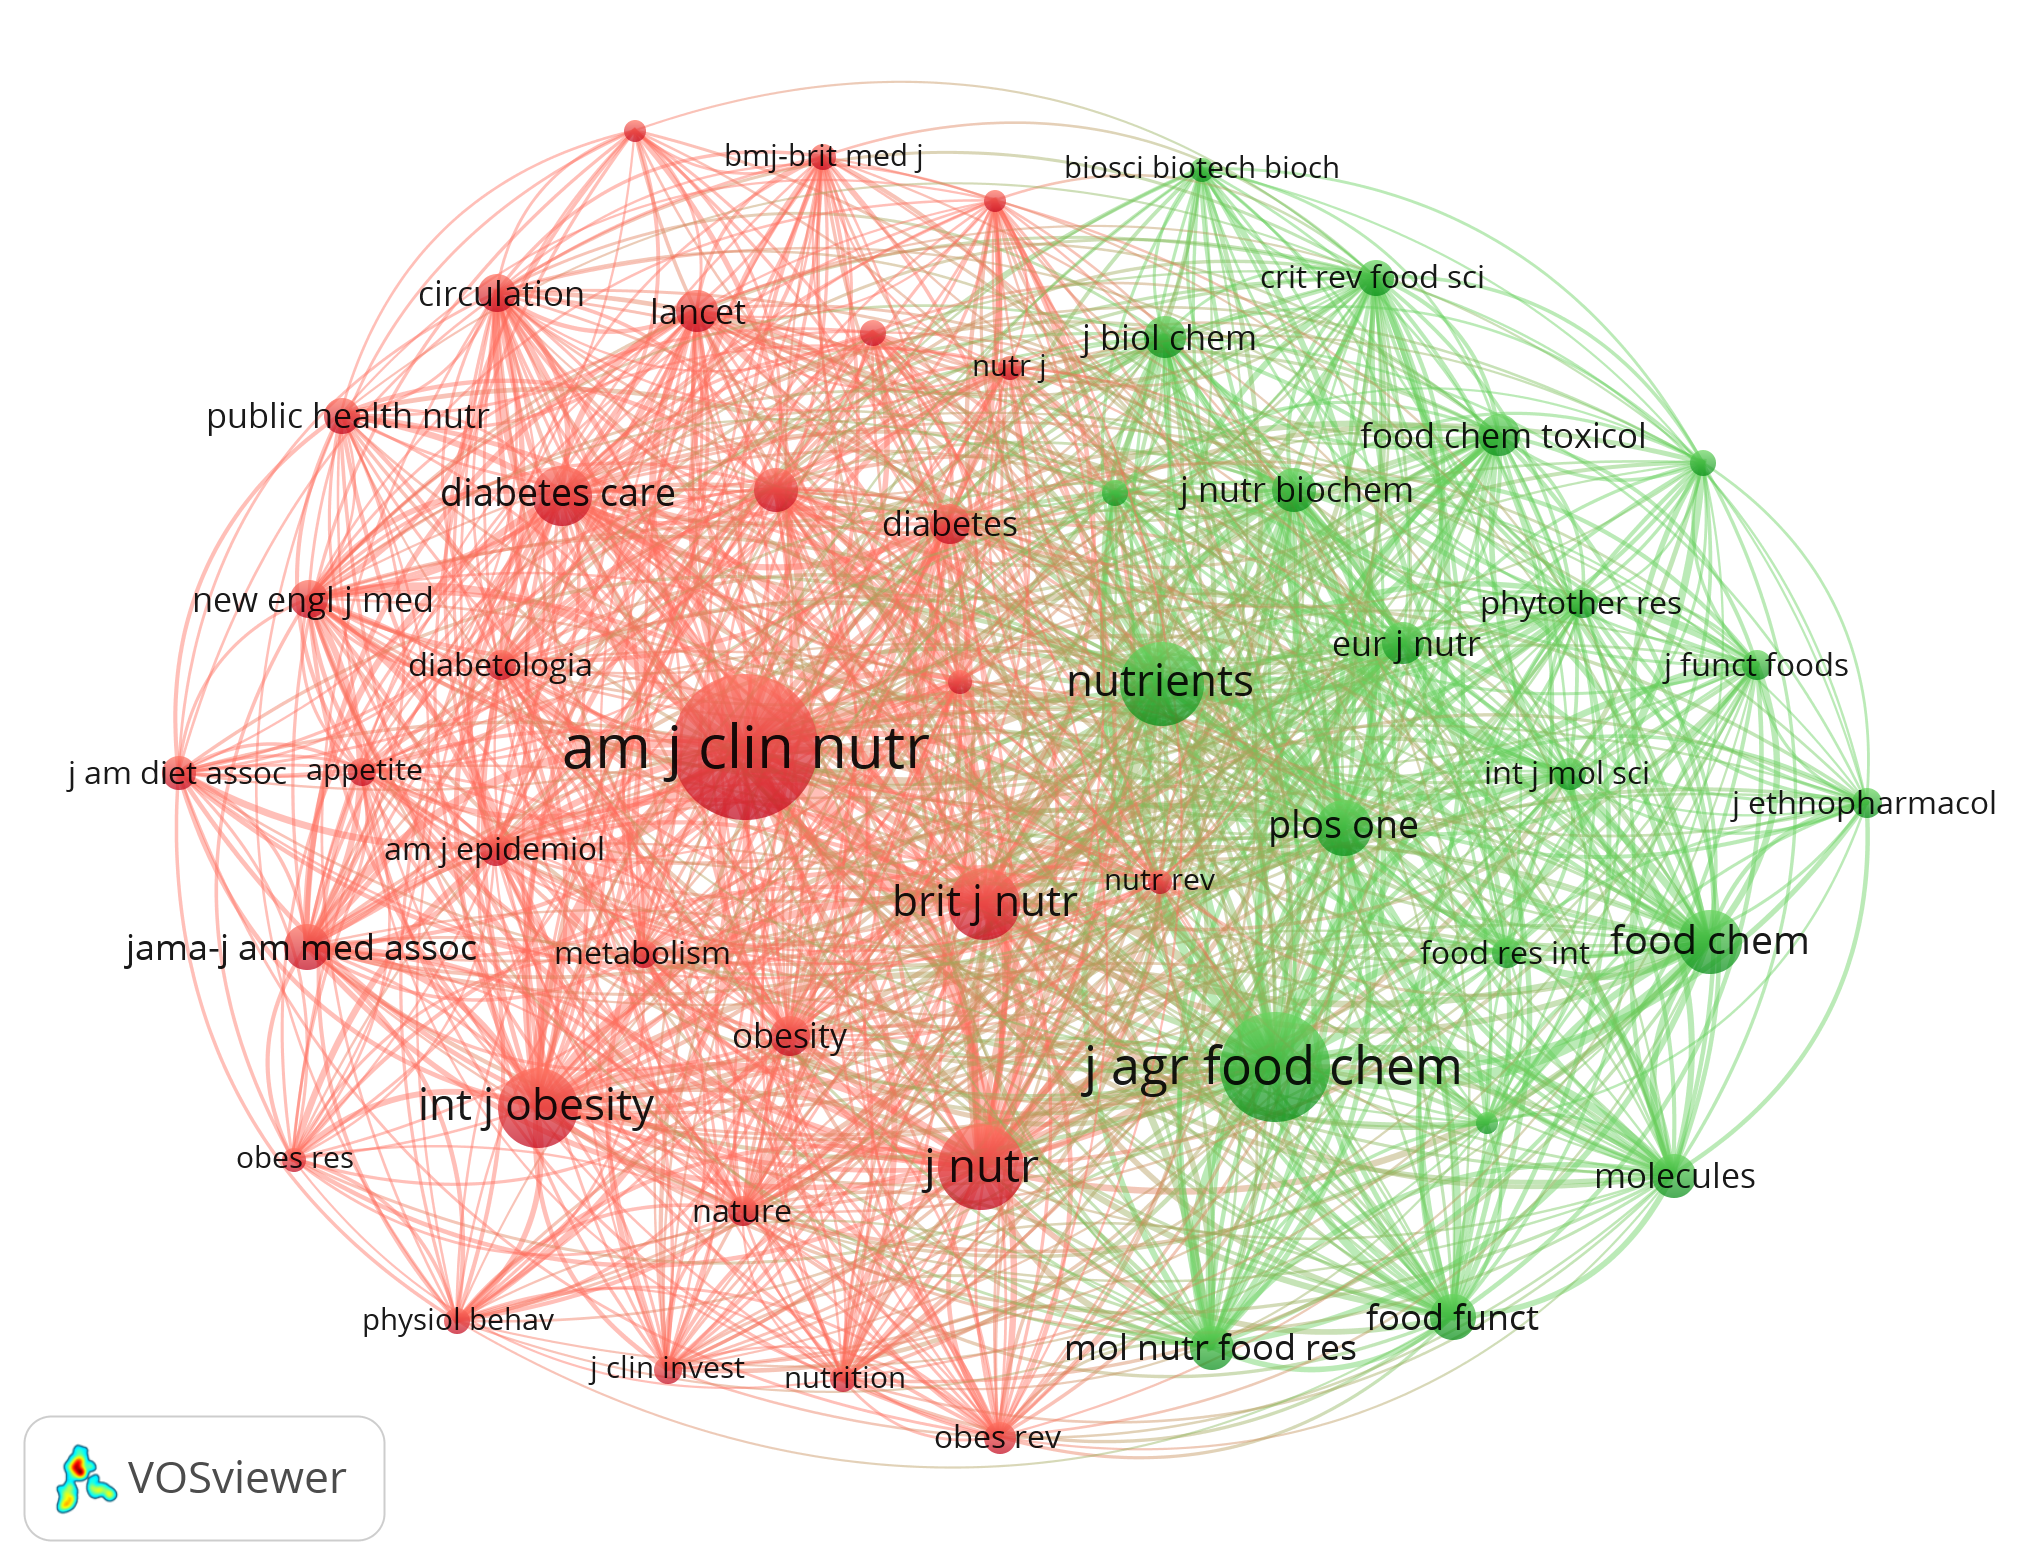 bmj-brit med j
biosci biotech bioch
circulation
lancet
crit rev food sci
j biol chem
nutr j
public health nutr
food chem toxicol
diabetes care
j nutr biochem
diabetes
new engl j med
phytother res
eur j nutr
diabetologia
j funct foods
nutrients
am j clin nutr
j am diet assoc
appetite
int j mol sci
j ethnopharmacol
plos one
am j epidemiol
nutr rev
brit j nutr
jama-j am med assoc
metabolism
food res int
food chem
obesity
j agr food chem
int j obesity
obes res
j nutr
molecules
nature
physiol behav
food funct
mol nutr food res
j clin invest
nutrition
obes rev
VOSviewer